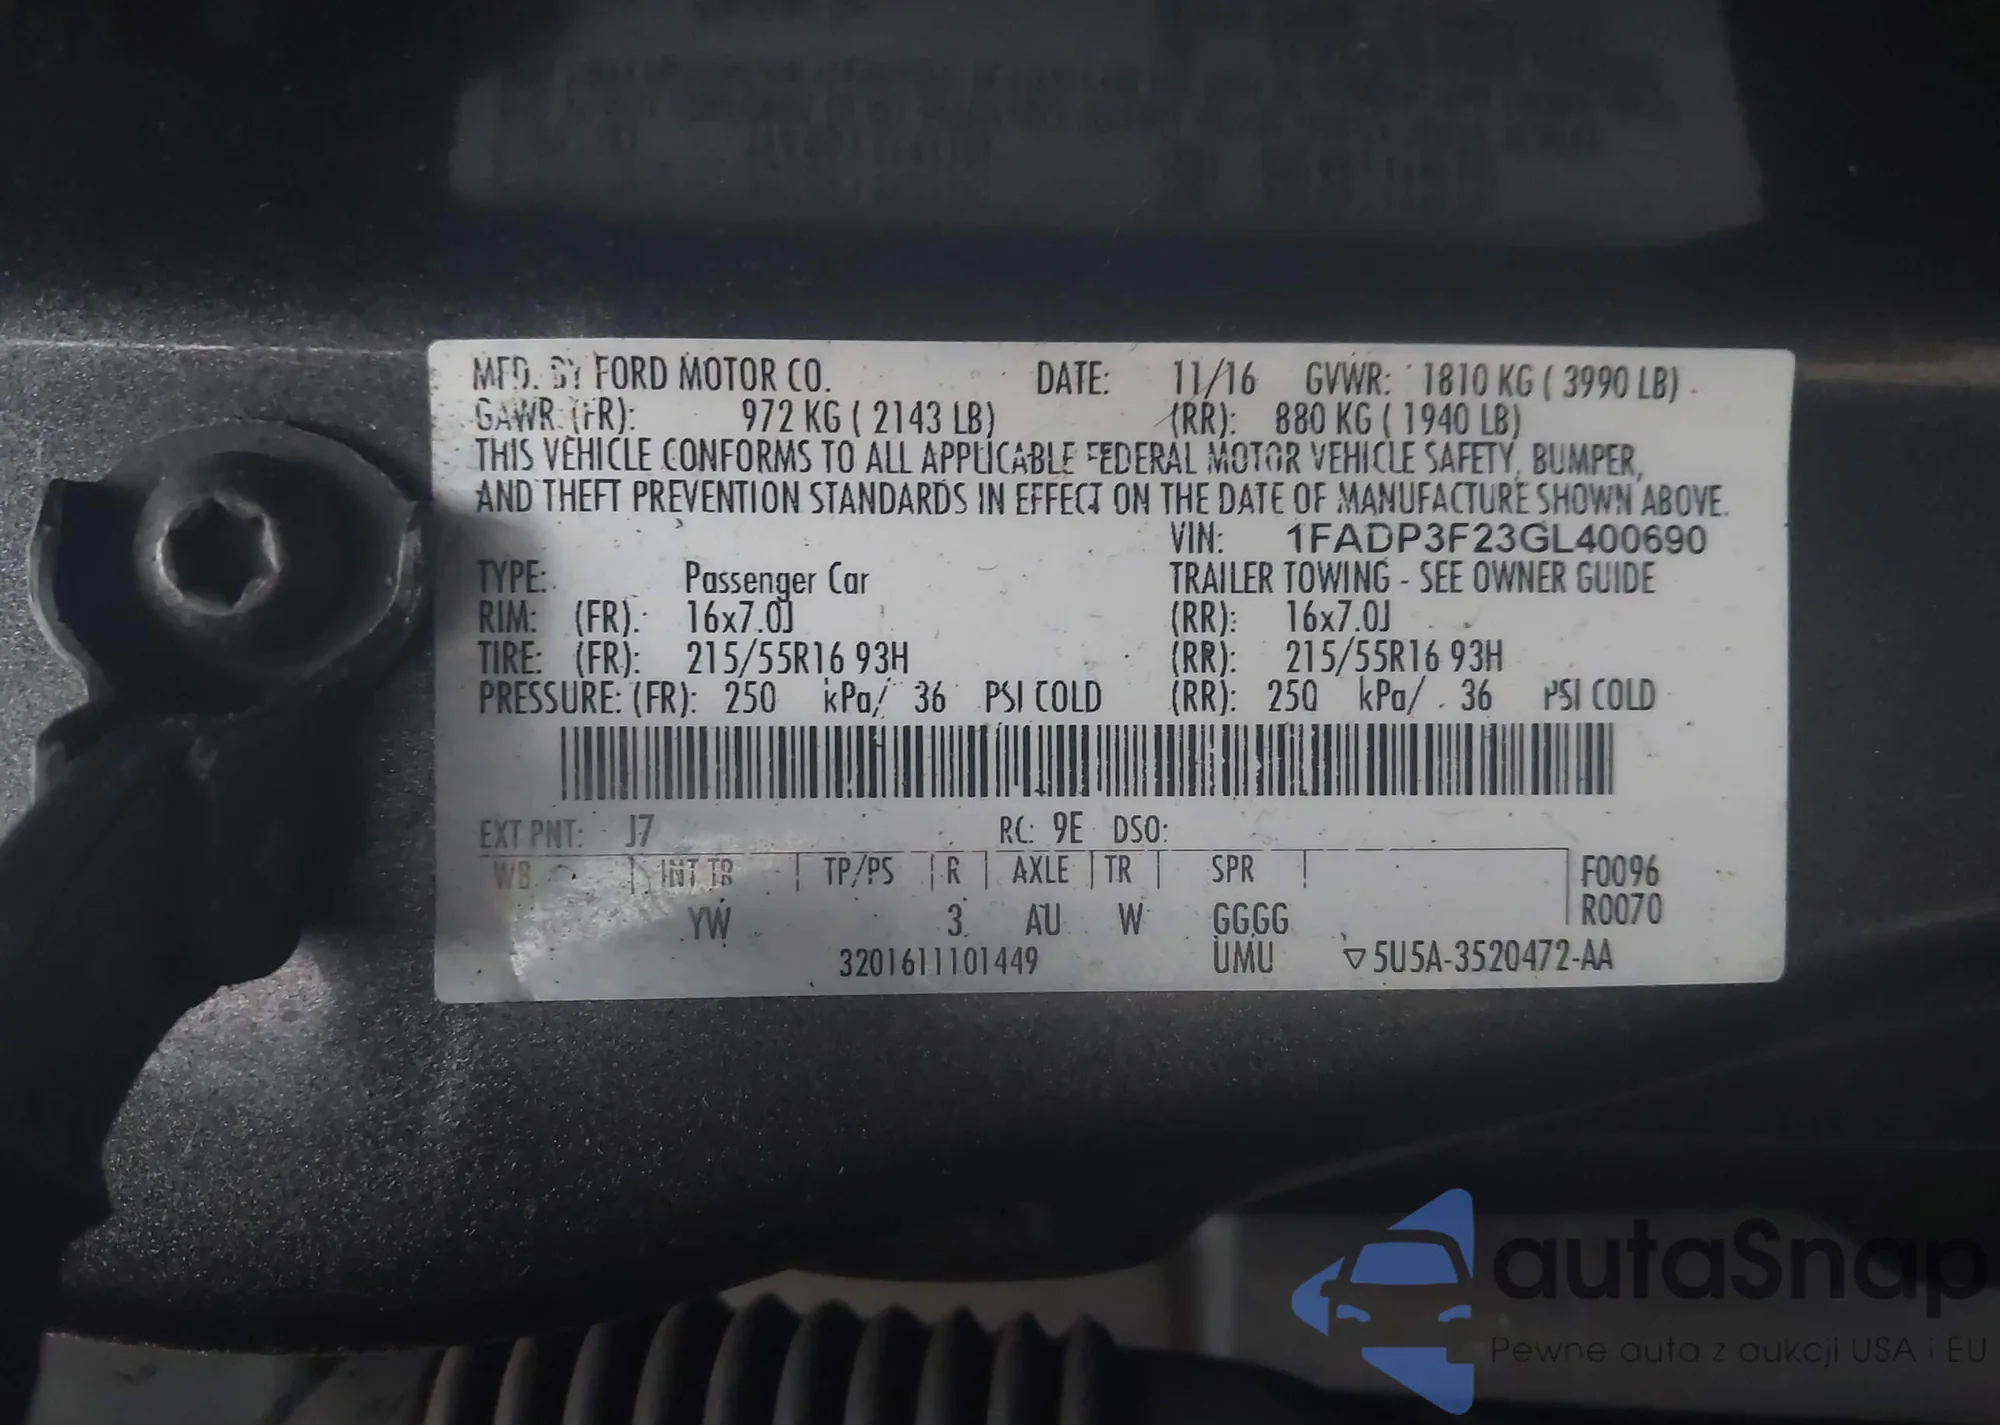 MFD. BY FORD MOTOR CO. DATE: 11/16 GVWR: 1810 KG ( 3990 LB)
GAWR: (FR): 972 KG ( 2143 LB) (RR): 880 KG ( 1940 LB)
THIS VEHICLE CONFORMS TO ALL APPLICABLE FEDERAL MOTOR VEHICLE SAFETY, BUMPER,
AND THEFT PREVENTION STANDARDS IN EFFECT ON THE DATE OF MANUFACTURE SHOWN ABOVE.
VIN: 1FADP3F23GL400690
TYPE: Passenger Car TRAILER TOWING - SEE OWNER GUIDE
RIM: (FR): 16x7.0J (RR): 16x7.0J
TIRE: (FR): 215/55R16 93H (RR): 215/55R16 93H
PRESSURE: (FR): 250 kPa/ 36 PSI COLD (RR): 250 kPa/ 36 PSI COLD
EXT PNT: J7 RC: 9E DSO:
WB INT TR TP/PS R AXLE TR SPR F0096
R0070
YW 3 AU W GGGG
3201611101449 UMU ▽5U5A-3520472-AA
autaSnap
Pewne auta z aukcji USA i EU